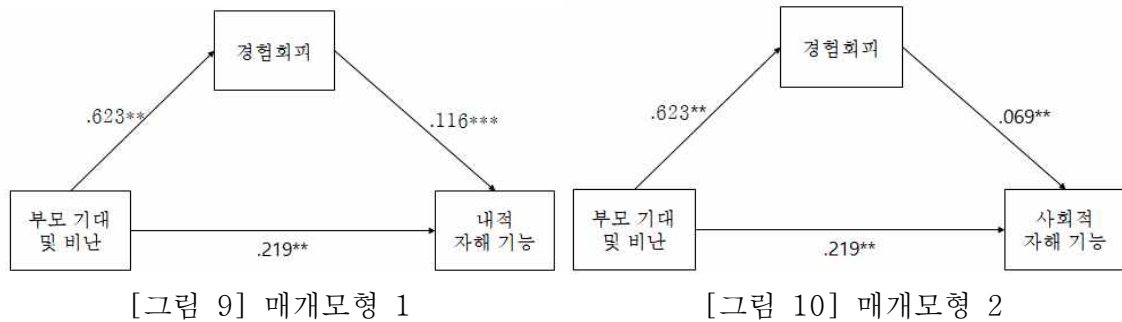 경험회피
.623**
.116***
부모 기대
및 비난
내적
자해 기능
.219**
[그림 9] 매개모형 1
경험회피
.623**
.069**
부모 기대
및 비난
사회적
자해 기능
.219**
[그림 10] 매개모형 2